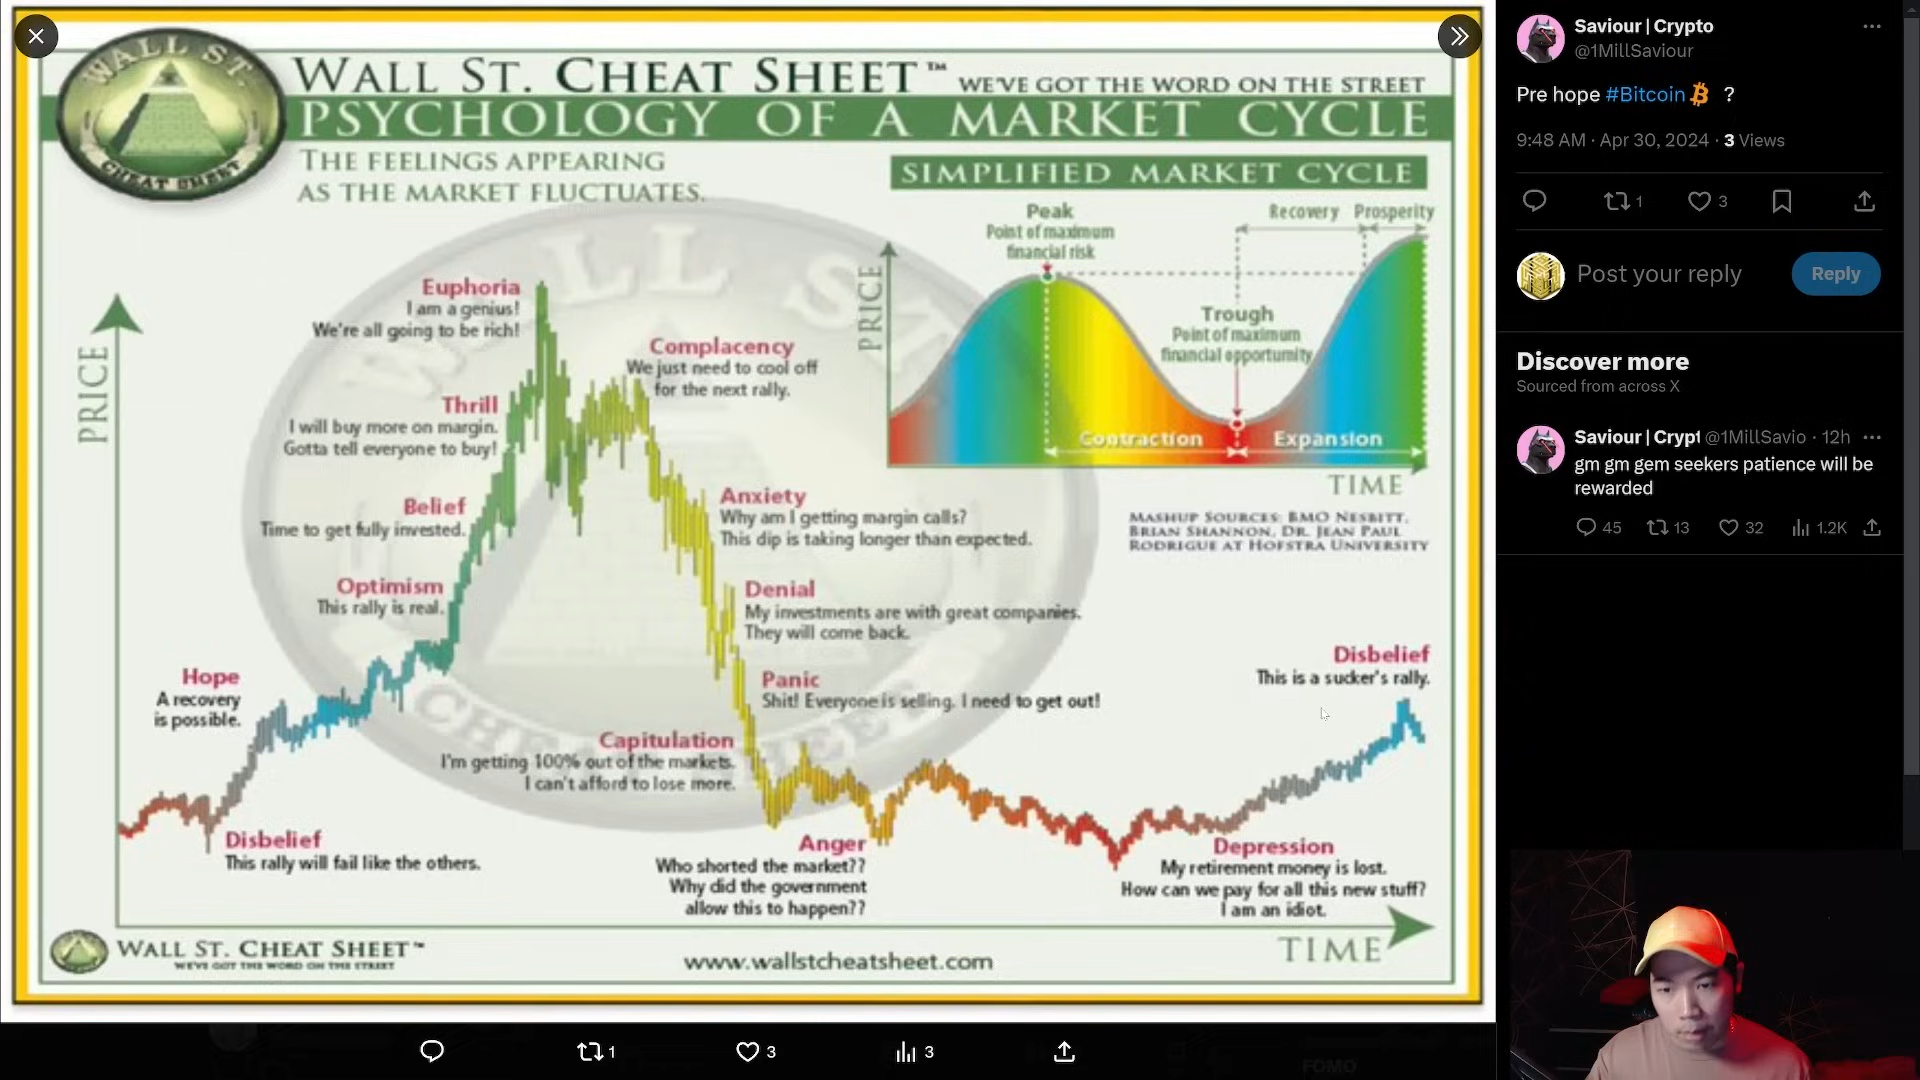 WALL ST.
CHEAT SHEET
WALL ST. CHEAT SHEET™ WE'VE GOT THE WORD ON THE STREET
PSYCHOLOGY OF A MARKET CYCLE
THE FEELINGS APPEARING
AS THE MARKET FLUCTUATES.
SIMPLIFIED MARKET CYCLE
Peak
Point of maximum
financial risk
Recovery Prosperity
PRICE
Trough
Point of maximum
financial opportunity
Contraction
Expansion
TIME
MASHUP SOURCES: BMO NESBITT,
BRIAN SHANNON, DR. JEAN PAUL
RODRIGUE AT HOFSTRA UNIVERSITY
PRICE
Euphoria
I am a genius!
We're all going to be rich!
Complacency
We just need to cool off
for the next rally.
Thrill
I will buy more on margin.
Gotta tell everyone to buy!
Belief
Time to get fully invested.
Anxiety
Why am I getting margin calls?
This dip is taking longer than expected.
Optimism
This rally is real.
Denial
My investments are with great companies.
They will come back.
Hope
A recovery
is possible.
Panic
Shit! Everyone is selling. I need to get out!
Disbelief
This is a sucker's rally.
Capitulation
I'm getting 100% out of the markets.
I can't afford to lose more.
Disbelief
This rally will fail like the others.
Anger
Who shorted the market??
Why did the government
allow this to happen??
Depression
My retirement money is lost.
How can we pay for all this new stuff?
I am an idiot.
TIME
WALL ST. CHEAT SHEET™
WE'VE GOT THE WORD ON THE STREET
www.wallstcheatsheet.com
1
3
3
FOMO
Saviour | Crypto
@1MillSaviour
Pre hope #Bitcoin ?
9:48 AM · Apr 30, 2024 · 3 Views
1
3
Post your reply
Reply
Discover more
Sourced from across X
Saviour | Crypt @1MillSavio · 12h
gm gm gem seekers patience will be
rewarded
45
13
32
1.2K